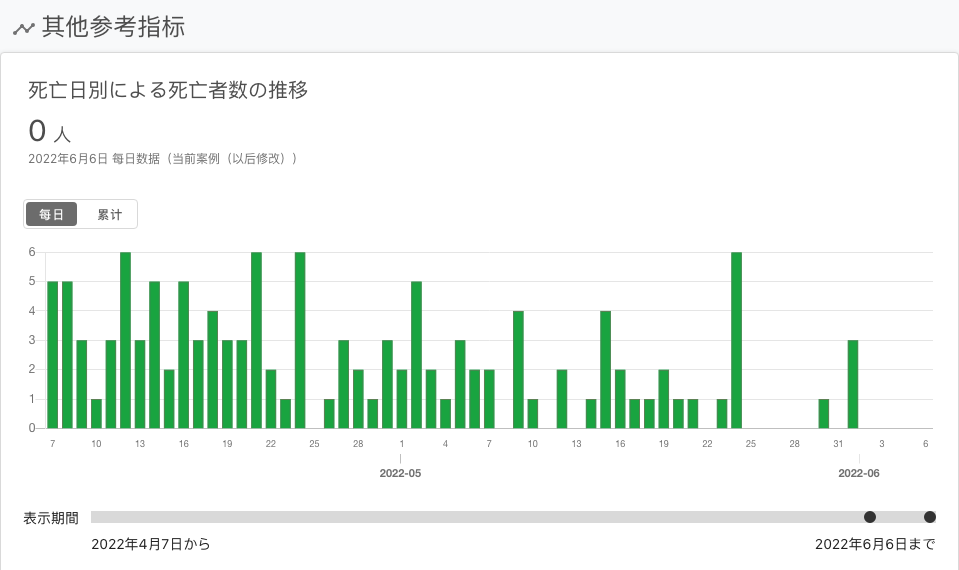 其他参考指标
死亡日別による死亡者数の推移
0 人
2022年6月6日 每日数据（当前案例（以后修改））
每日 累计
6
5
4
3
2
1
0
7 10 13 16 19 22 25 28 1 4 7 10 13 16 19 22 25 28 31 3 6
2022-05 2022-06
表示期間
2022年4月7日から 2022年6月6日まで